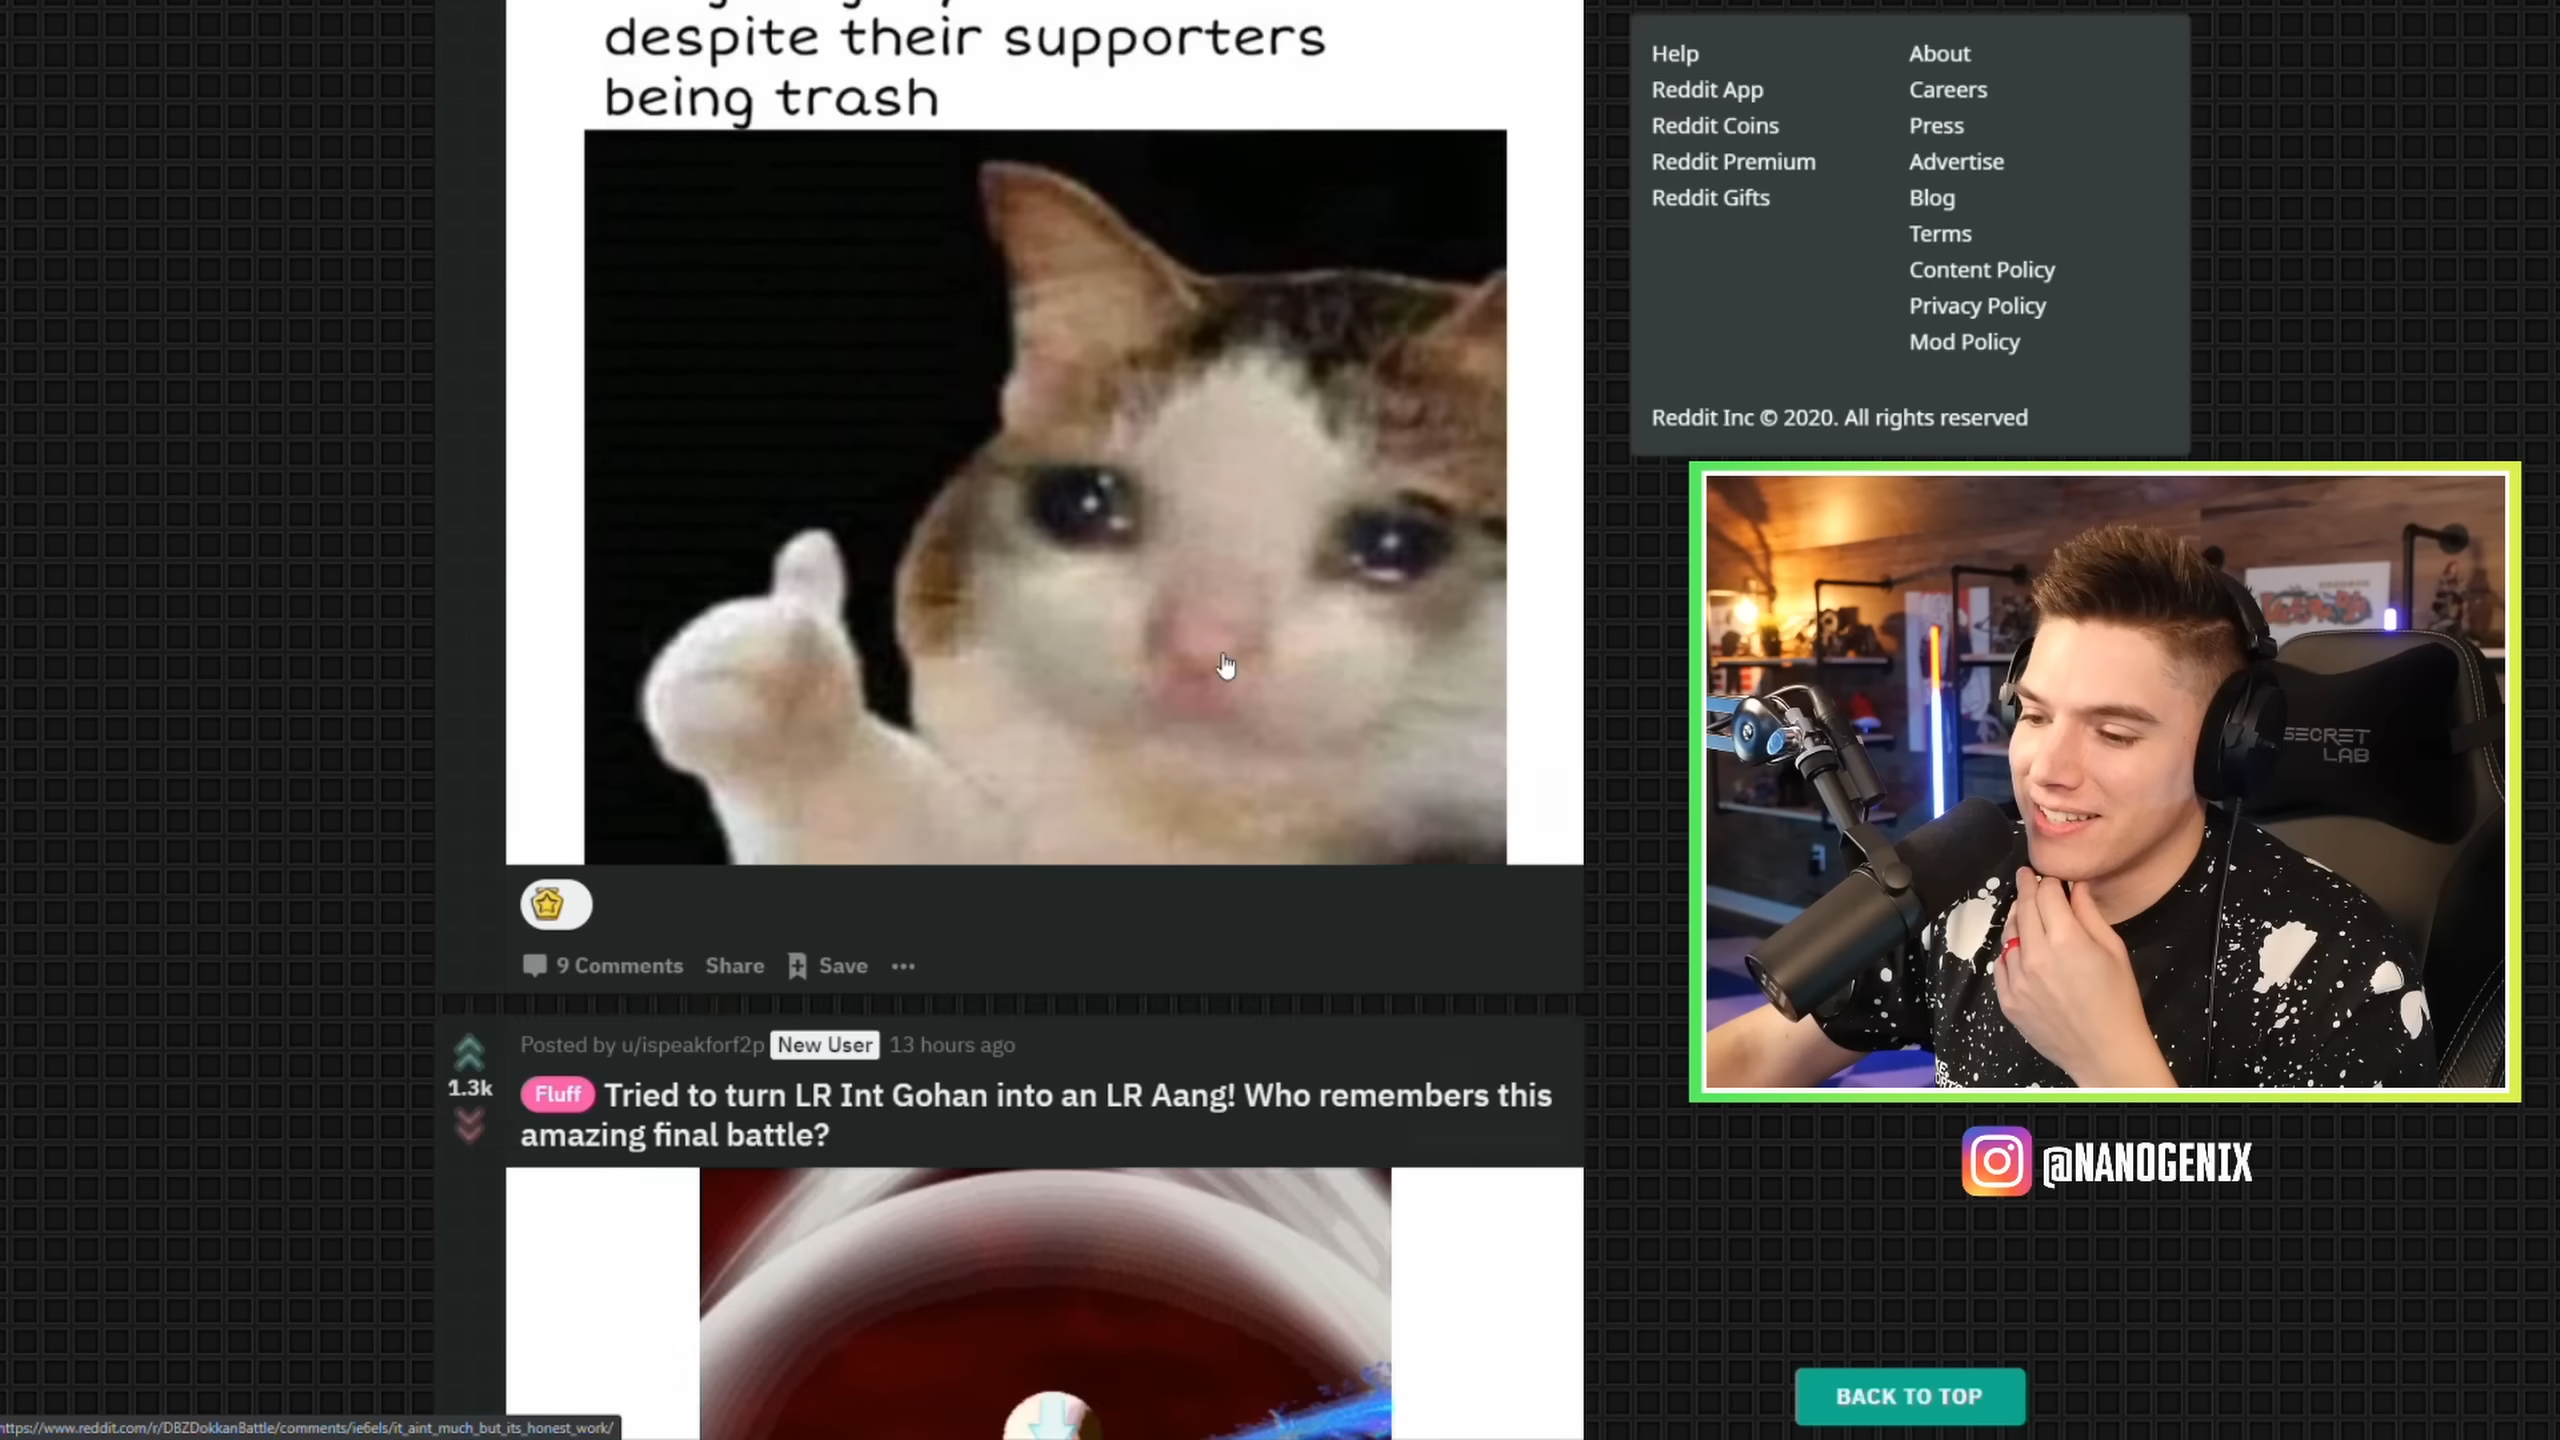 despite their supporters
being trash
9 Comments Share Save
Posted by u/ispeakforf2p New User 13 hours ago
1.3k
Fluff Tried to turn LR Int Gohan into an LR Aang! Who remembers this
amazing final battle?
https://www.reddit.com/r/DBZDokkanBattle/comments/ie6els/it_aint_much_but_its_honest_work/
Help
Reddit App
Reddit Coins
Reddit Premium
Reddit Gifts
About
Careers
Press
Advertise
Blog
Terms
Content Policy
Privacy Policy
Mod Policy
Reddit Inc © 2020. All rights reserved
SECRET
LAB
@NANOGENIX
BACK TO TOP